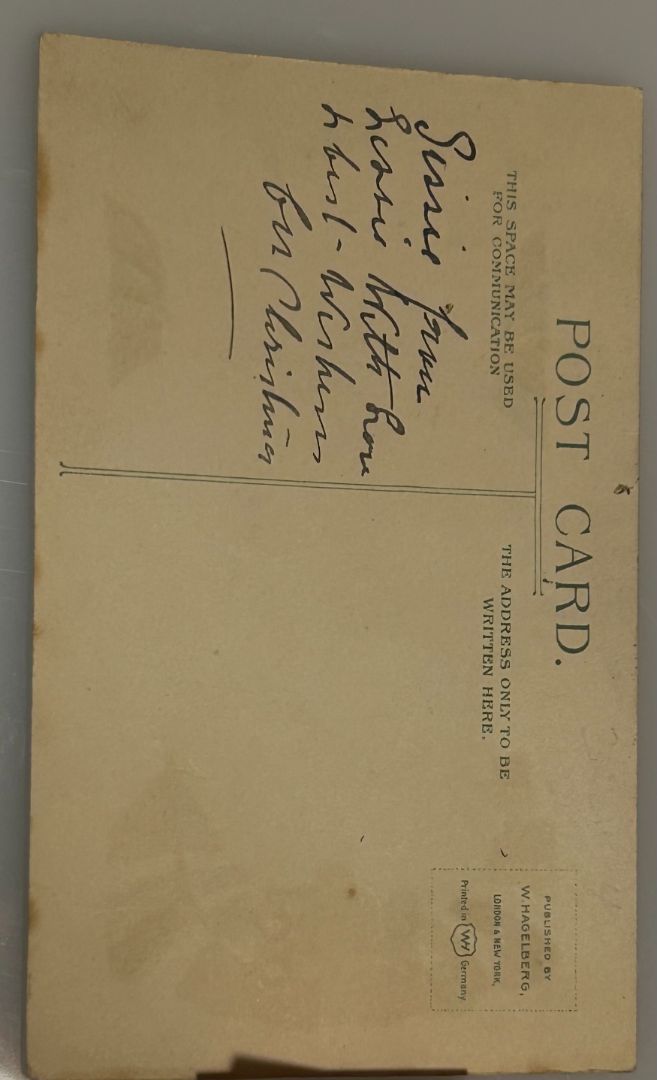 POST CARD.
THIS SPACE MAY BE USED
FOR COMMUNICATION
from
With Love
& best - Wishes
for Christmas
THE ADDRESS ONLY TO BE
WRITTEN HERE.
PUBLISHED BY
W. HAGELBERG,
LONDON & NEW YORK,
Printed in WH Germany